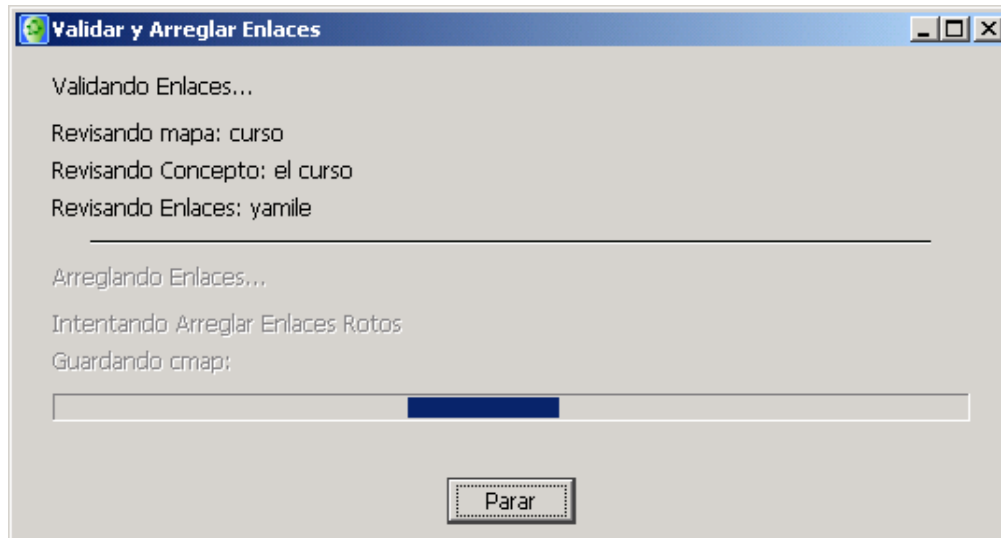 Validar y Arreglar Enlaces
Validando Enlaces...
Revisando mapa: curso
Revisando Concepto: el curso
Revisando Enlaces: yamile
Arreglando Enlaces...
Intentando Arreglar Enlaces Rotos
Guardando cmap:
Parar